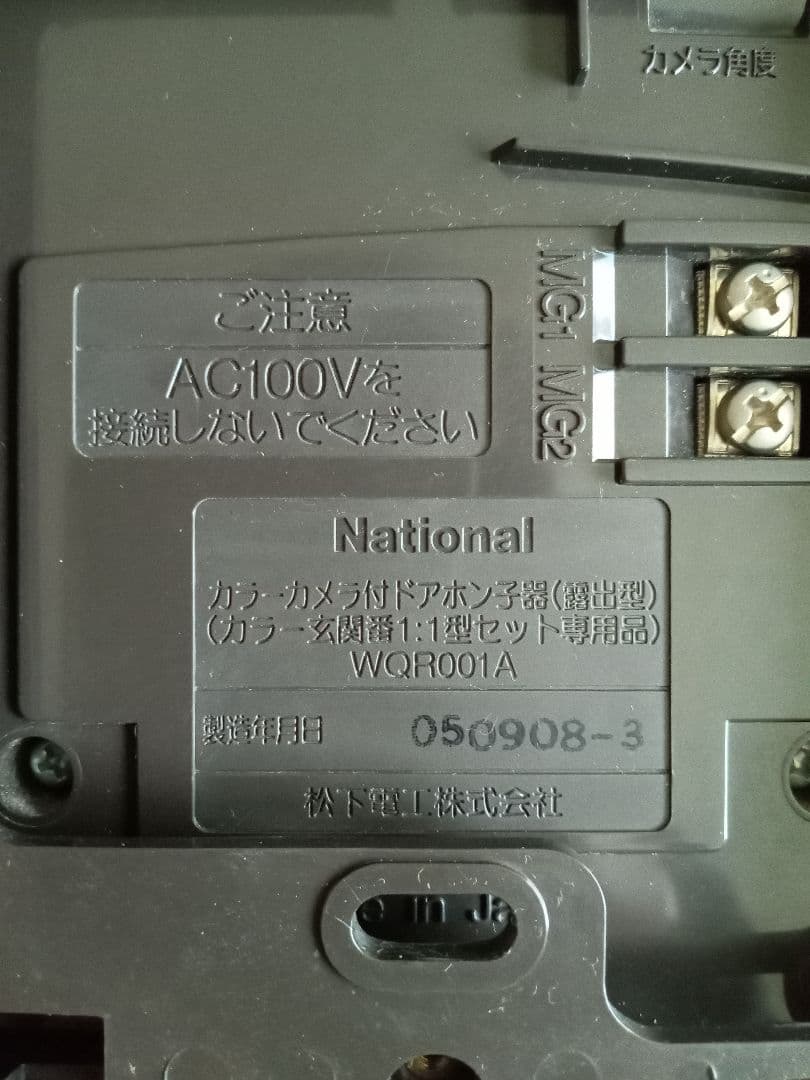 カメラ角度
MG1 MG2
ご注意
AC100Vを
接続しないでください
National
カラーカメラ付ドアホン子器(露出型)
(カラー玄関番1:1型セット専用品)
WQR001A
製造年月日 050908-3
松下電工株式会社
e in Ja